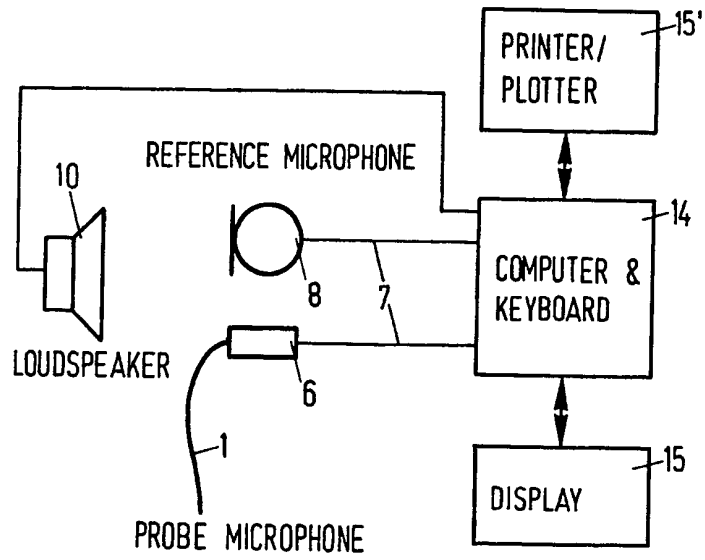 15'
PRINTER/
PLOTTER
REFERENCE MICROPHONE
10
14
8
7
COMPUTER &
KEYBOARD
LOUDSPEAKER
6
1
15
DISPLAY
PROBE MICROPHONE